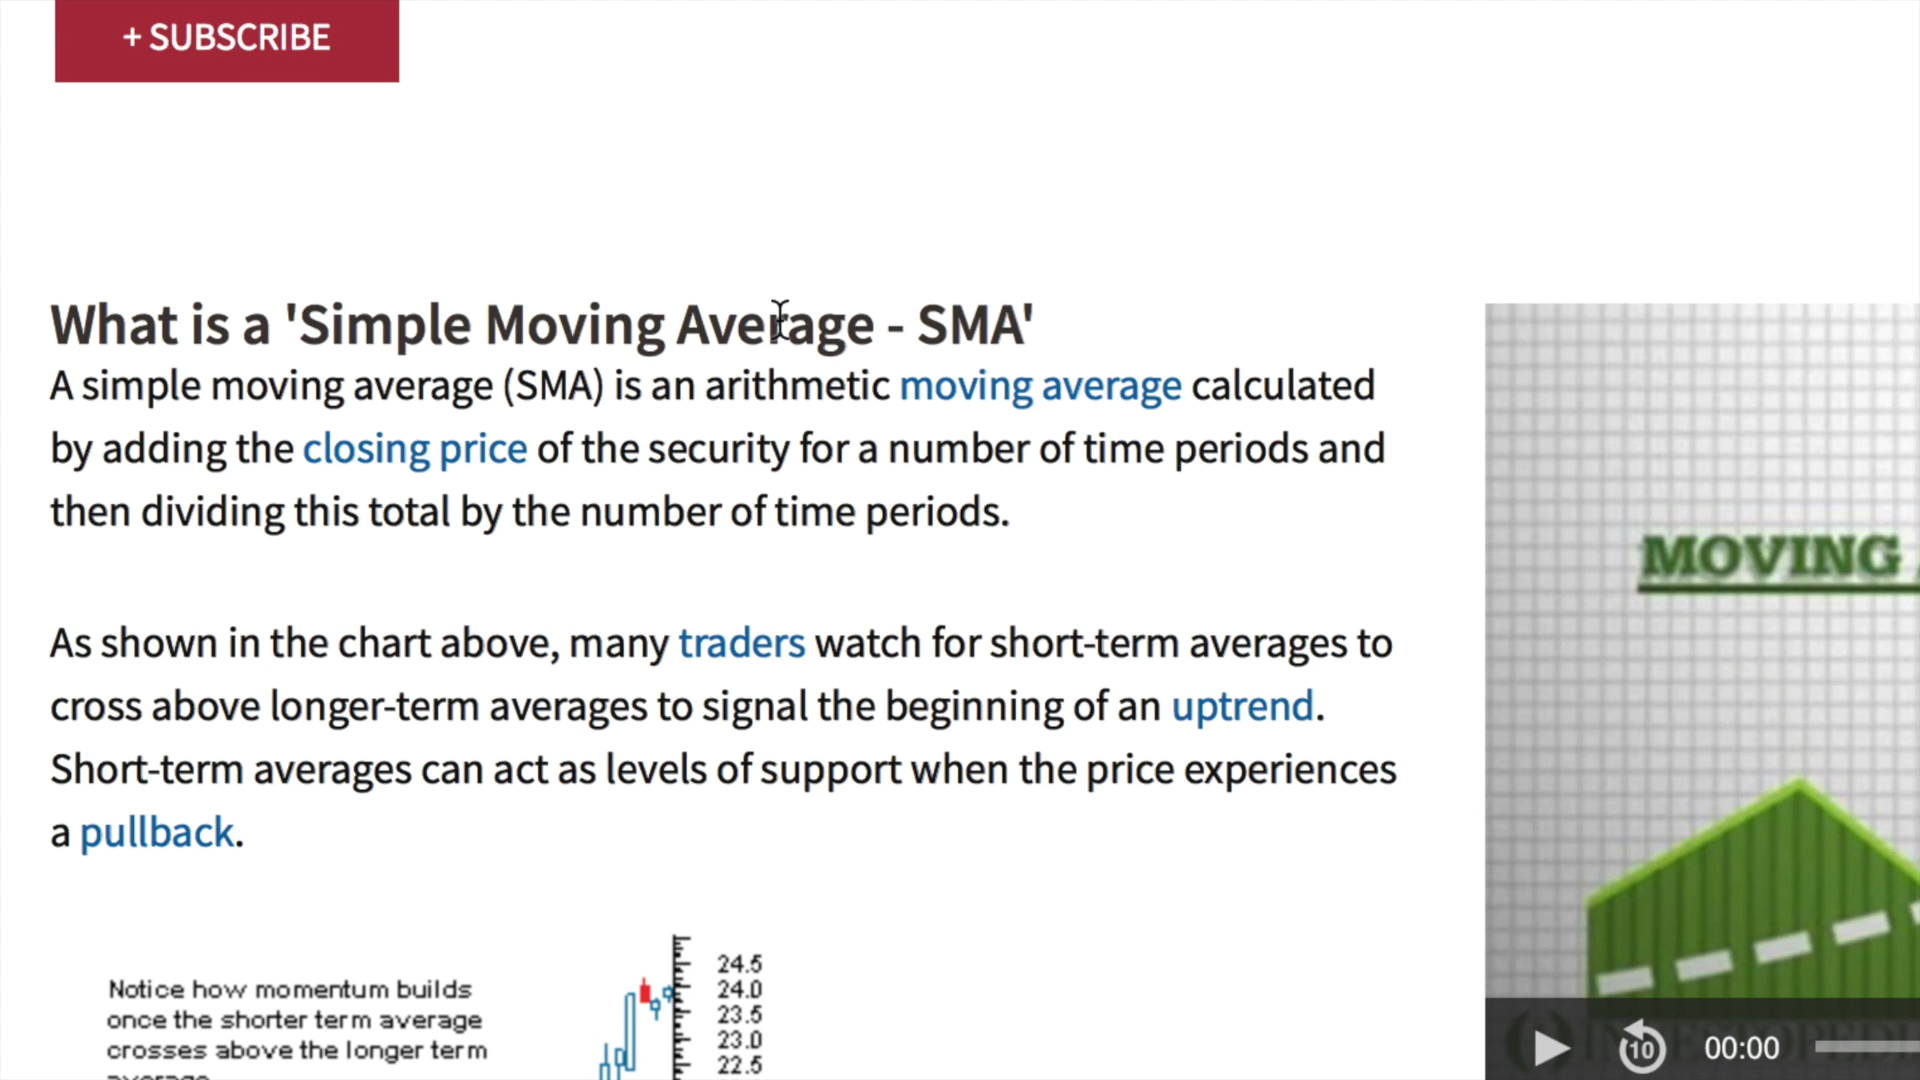 + SUBSCRIBE
What is a 'Simple Moving Average - SMA'
A simple moving average (SMA) is an arithmetic moving average calculated
by adding the closing price of the security for a number of time periods and
then dividing this total by the number of time periods.
As shown in the chart above, many traders watch for short-term averages to
cross above longer-term averages to signal the beginning of an uptrend.
Short-term averages can act as levels of support when the price experiences
a pullback.
MOVING
Notice how momentum builds
once the shorter term average
crosses above the longer term
average
24.5
24.0
23.5
23.0
22.5
10
00:00